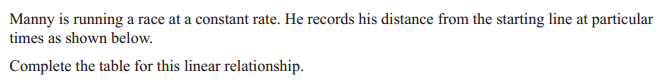 Manny is running a race at a constant rate. He records his distance from the starting line at particular
times as shown below.
Complete the table for this linear relationship.